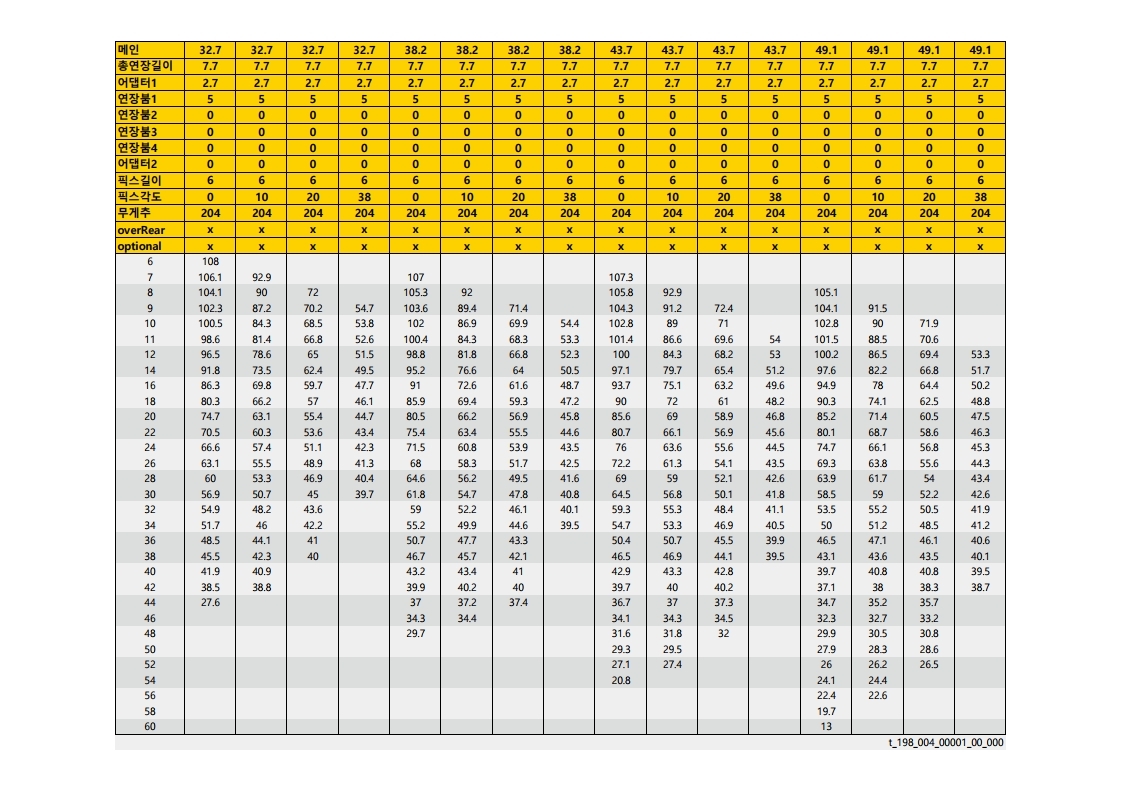 메인 32.7 32.7 32.7 32.7 38.2 38.2 38.2 38.2 43.7 43.7 43.7 43.7 49.1 49.1 49.1 49.1
총연장길이 7.7 7.7 7.7 7.7 7.7 7.7 7.7 7.7 7.7 7.7 7.7 7.7 7.7 7.7 7.7 7.7
어댑터1 2.7 2.7 2.7 2.7 2.7 2.7 2.7 2.7 2.7 2.7 2.7 2.7 2.7 2.7 2.7 2.7
연장붐1 5 5 5 5 5 5 5 5 5 5 5 5 5 5 5 5
연장붐2 0 0 0 0 0 0 0 0 0 0 0 0 0 0 0 0
연장붐3 0 0 0 0 0 0 0 0 0 0 0 0 0 0 0 0
연장붐4 0 0 0 0 0 0 0 0 0 0 0 0 0 0 0 0
어댑터2 0 0 0 0 0 0 0 0 0 0 0 0 0 0 0 0
픽스길이 6 6 6 6 6 6 6 6 6 6 6 6 6 6 6 6
픽스각도 0 10 20 38 0 10 20 38 0 10 20 38 0 10 20 38
무게추 204 204 204 204 204 204 204 204 204 204 204 204 204 204 204 204
overRear x x x x x x x x x x x x x x x x
optional x x x x x x x x x x x x x x x x
6 108
7 106.1 92.9 107 107.3
8 104.1 90 72 105.3 92 105.8 92.9 105.1
9 102.3 87.2 70.2 54.7 103.6 89.4 71.4 104.3 91.2 72.4 104.1 91.5
10 100.5 84.3 68.5 53.8 102 86.9 69.9 54.4 102.8 89 71 102.8 90 71.9
11 98.6 81.4 66.8 52.6 100.4 84.3 68.3 53.3 101.4 86.6 69.6 54 101.5 88.5 70.6
12 96.5 78.6 65 51.5 98.8 81.8 66.8 52.3 100 84.3 68.2 53 100.2 86.5 69.4 53.3
14 91.8 73.5 62.4 49.5 95.2 76.6 64 50.5 97.1 79.7 65.4 51.2 97.6 82.2 66.8 51.7
16 86.3 69.8 59.7 47.7 91 72.6 61.6 48.7 93.7 75.1 63.2 49.6 94.9 78 64.4 50.2
18 80.3 66.2 57 46.1 85.9 69.4 59.3 47.2 90 72 61 48.2 90.3 74.1 62.5 48.8
20 74.7 63.1 55.4 44.7 80.5 66.2 56.9 45.8 85.6 69 58.9 46.8 85.2 71.4 60.5 47.5
22 70.5 60.3 53.6 43.4 75.4 63.4 55.5 44.6 80.7 66.1 56.9 45.6 80.1 68.7 58.6 46.3
24 66.6 57.4 51.1 42.3 71.5 60.8 53.9 43.5 76 63.6 55.6 44.5 74.7 66.1 56.8 45.3
26 63.1 55.5 48.9 41.3 68 58.3 51.7 42.5 72.2 61.3 54.1 43.5 69.3 63.8 55.6 44.3
28 60 53.3 46.9 40.4 64.6 56.2 49.5 41.6 69 59 52.1 42.6 63.9 61.7 54 43.4
30 56.9 50.7 45 39.7 61.8 54.7 47.8 40.8 64.5 56.8 50.1 41.8 58.5 59 52.2 42.6
32 54.9 48.2 43.6 59 52.2 46.1 40.1 59.3 55.3 48.4 41.1 53.5 55.2 50.5 41.9
34 51.7 46 42.2 55.2 49.9 44.6 39.5 54.7 53.3 46.9 40.5 50 51.2 48.5 41.2
36 48.5 44.1 41 50.7 47.7 43.3 50.4 50.7 45.5 39.9 46.5 47.1 46.1 40.6
38 45.5 42.3 40 46.7 45.7 42.1 46.5 46.9 44.1 39.5 43.1 43.6 43.5 40.1
40 41.9 40.9 43.2 43.4 41 42.9 43.3 42.8 39.7 40.8 40.8 39.5
42 38.5 38.8 39.9 40.2 40 39.7 40 40.2 37.1 38 38.3 38.7
44 27.6 37 37.2 37.4 36.7 37 37.3 34.7 35.2 35.7
46 34.3 34.4 34.1 34.3 34.5 32.3 32.7 33.2
48 29.7 31.6 31.8 32 29.9 30.5 30.8
50 29.3 29.5 27.9 28.3 28.6
52 27.1 27.4 26 26.2 26.5
54 20.8 24.1 24.4
56 22.4 22.6
58 19.7
60 13
t_198_004_00001_00_000